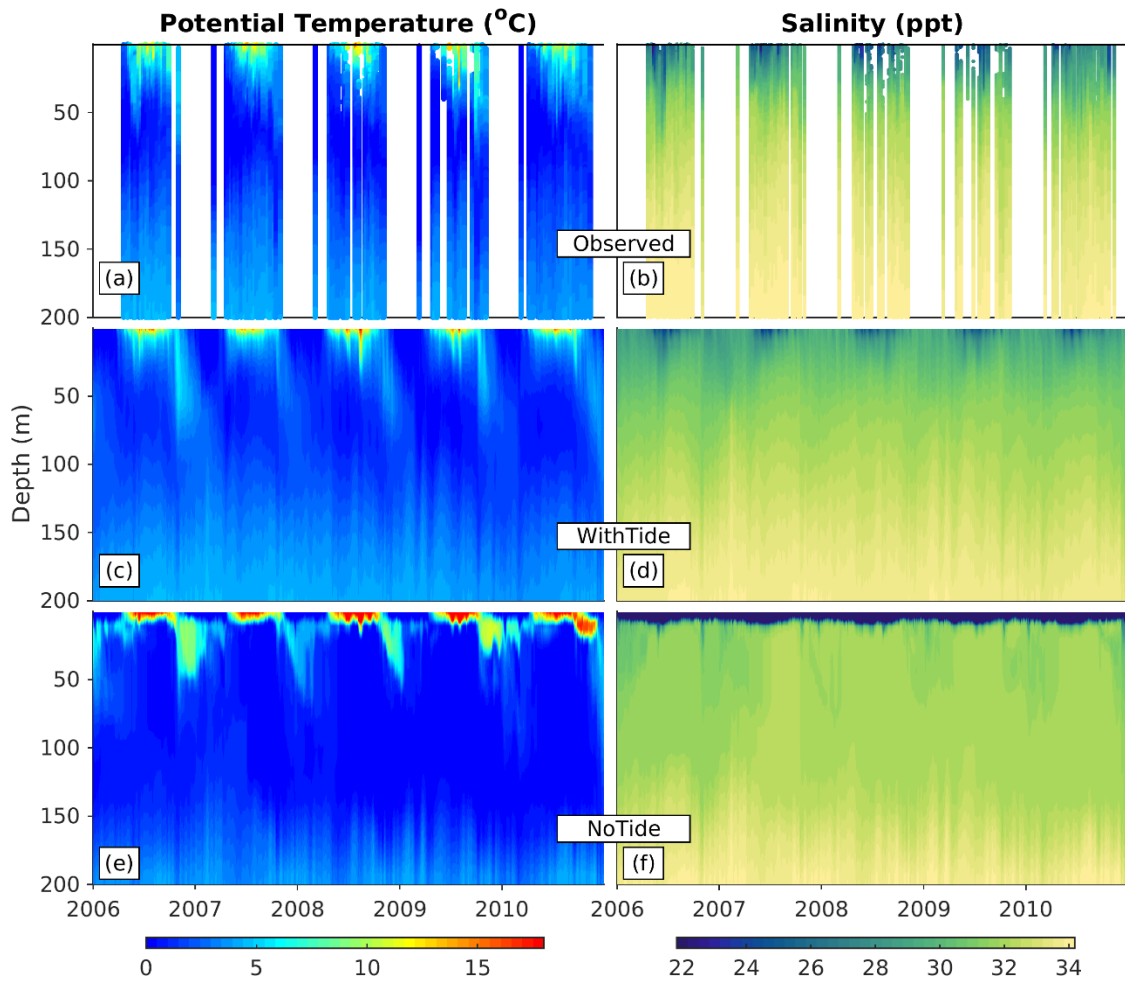 Potential Temperature (°C)
Salinity (ppt)
50
100
150
200
(a)
Observed
(b)
50
100
150
200
Depth (m)
(c)
WithTide
(d)
50
100
150
200
(e)
NoTide
(f)
2006 2007 2008 2009 2010
2006 2007 2008 2009 2010
0 5 10 15
22 24 26 28 30 32 34